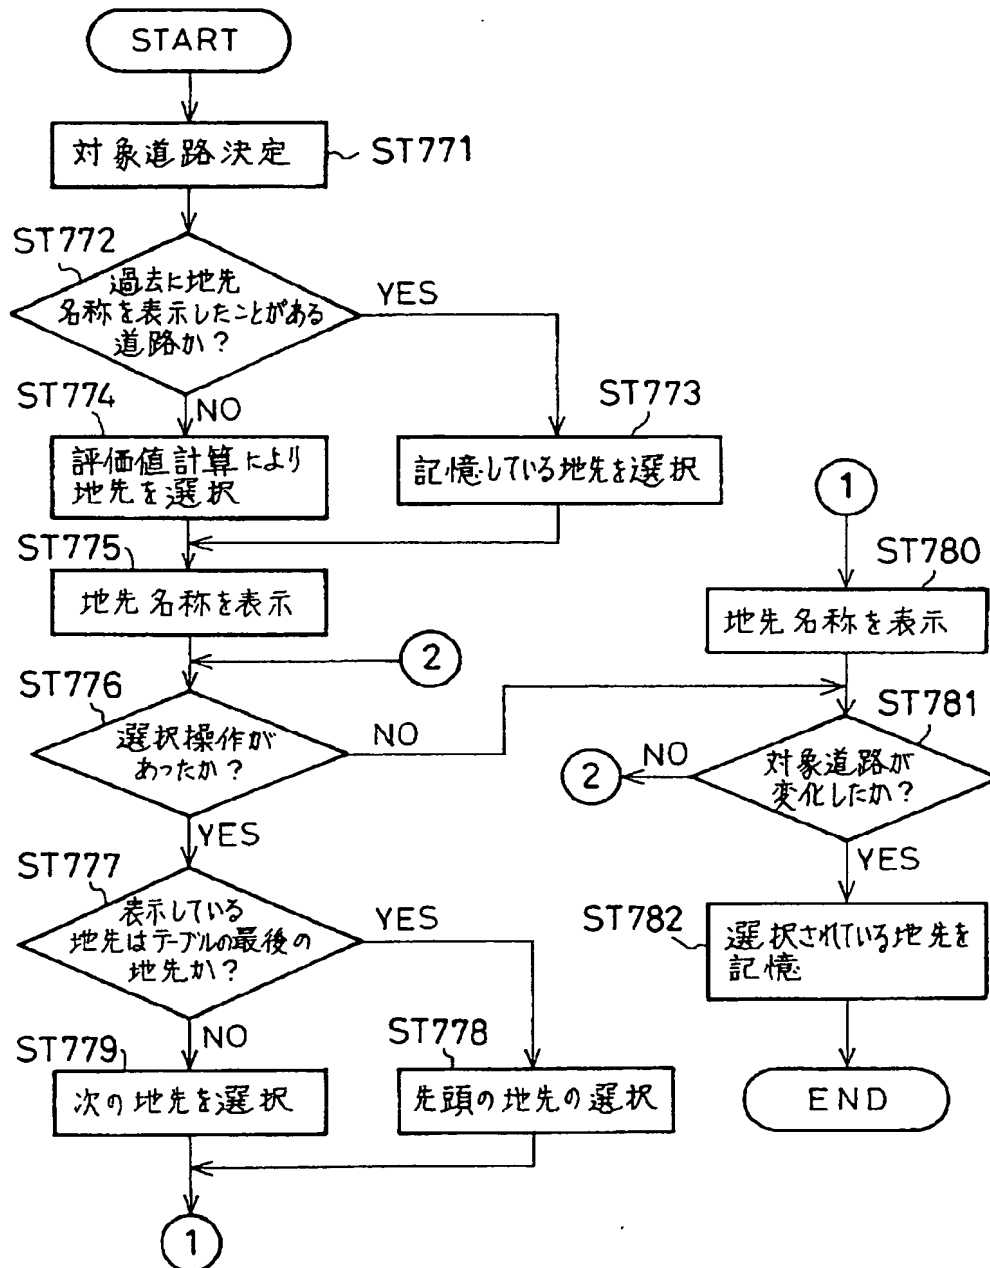 START
対象道路決定
ST771
ST772
過去に地先
名称を表示したことがある
道路か?
YES
NO
ST774
評価値計算により
地先を選択
ST773
記憶している地先を選択
ST775
地先名称を表示
2
ST776
選択操作が
あったか?
NO
YES
ST777
表示している
地先はテーブルの最後の
地先か?
YES
NO
ST779
次の地先を選択
ST778
先頭の地先の選択
1
1
ST780
地先名称を表示
ST781
対象道路が
変化したか?
NO
2
YES
ST782
選択されている地先を
記憶
END